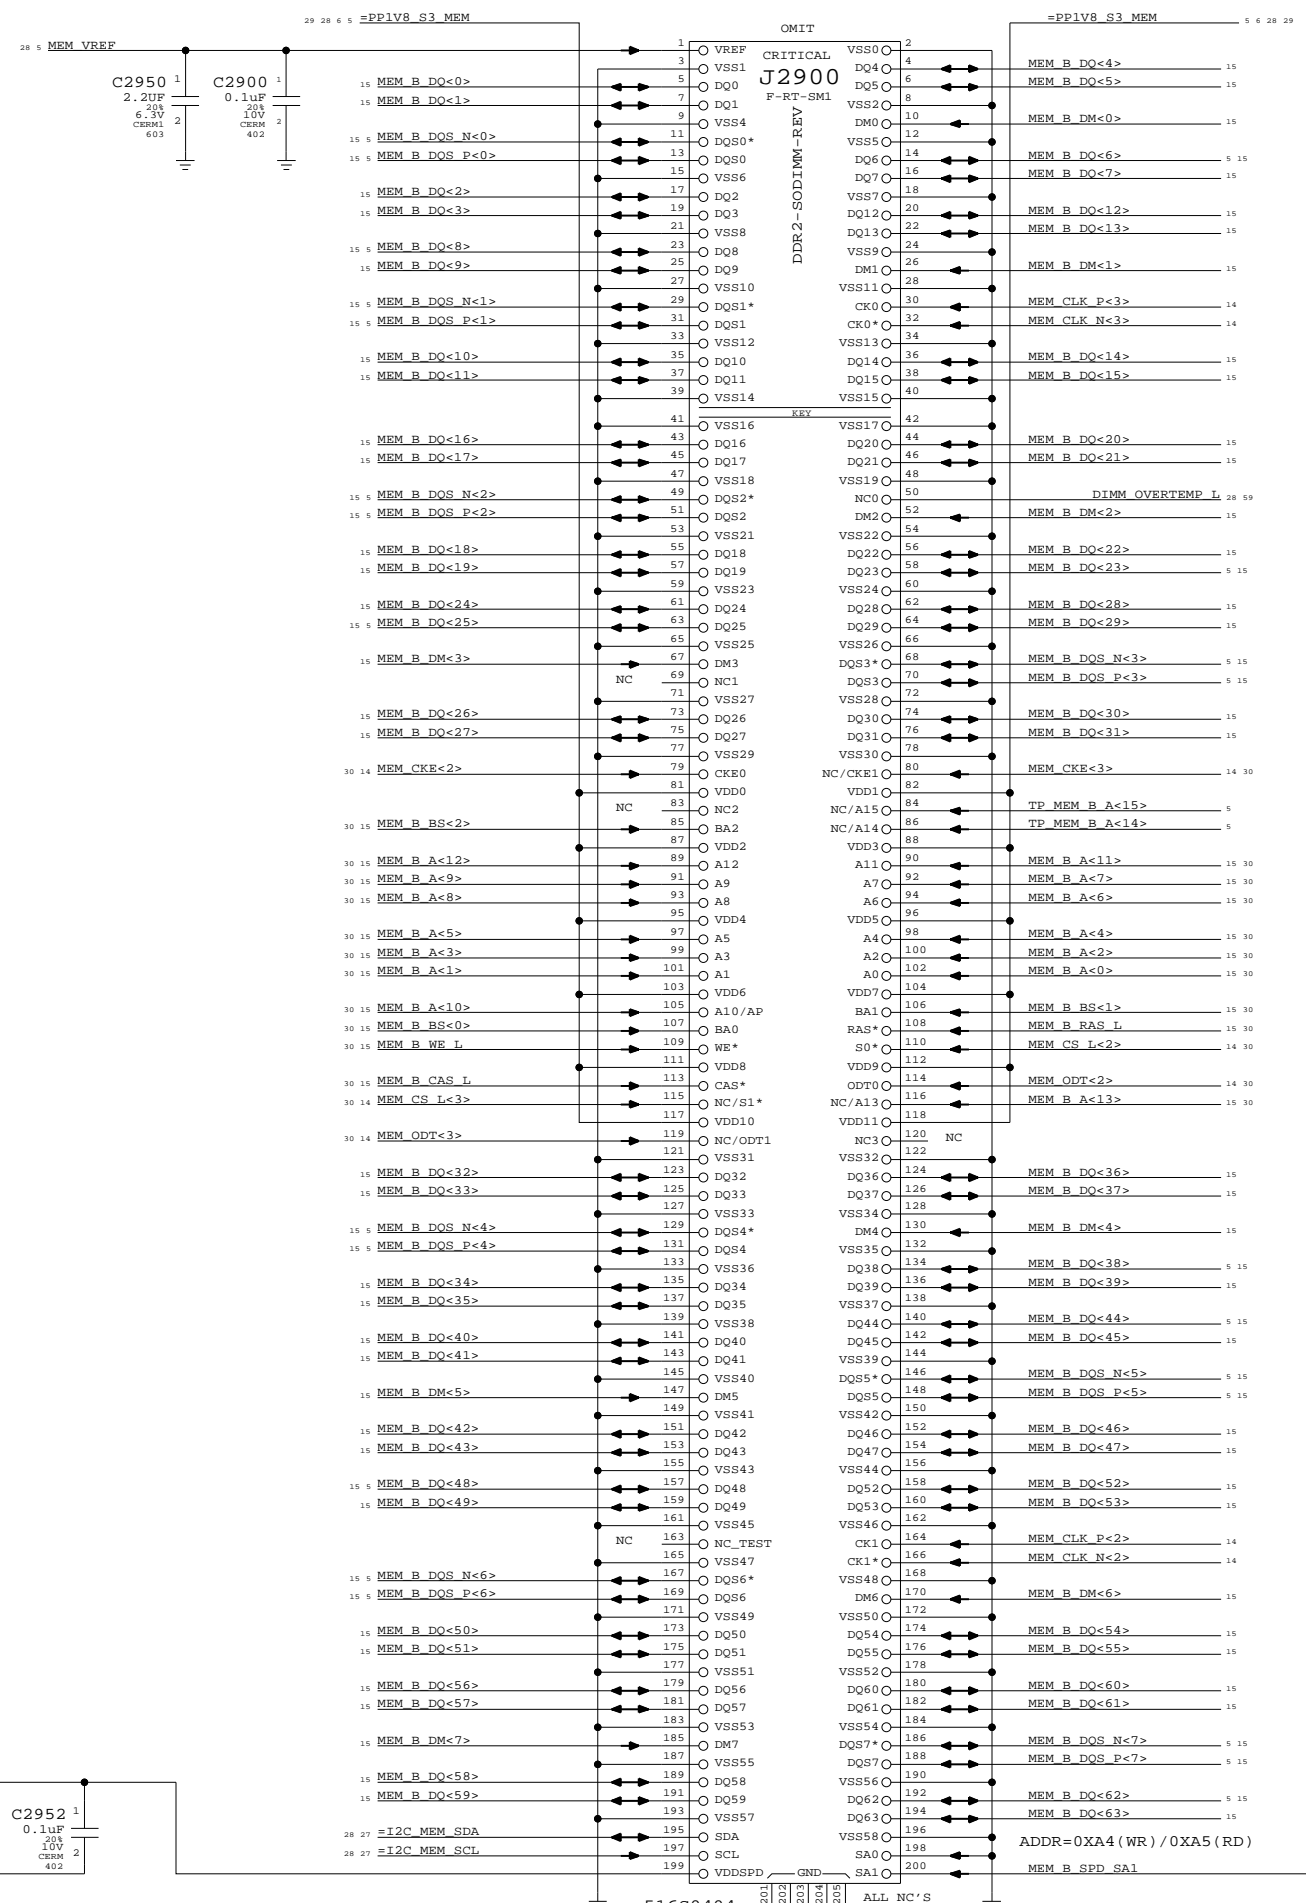 29 28 6 5 =PP1V8_S3_MEM
=PP1V8_S3_MEM 5 6 28 29
OMIT
CRITICAL
J2900
F-RT-SM1
DDR2-SODIMM-REV
28 5 MEM_VREF 1 VREF VSS0 2
C2950 1
2.2UF
20%
6.3V
CERM1
603
2
C2900 1
0.1uF
20%
10V
CERM
402
2
3 VSS1 DQ4 4 MEM_B_DQ<4> 15
15 MEM_B_DQ<0> 5 DQ0 DQ5 6 MEM_B_DQ<5> 15
15 MEM_B_DQ<1> 7 DQ1 VSS2 8
9 VSS4 DM0 10 MEM_B_DM<0> 15
15 5 MEM_B_DQS_N<0> 11 DQS0* VSS5 12
15 5 MEM_B_DQS_P<0> 13 DQS0 DQ6 14 MEM_B_DQ<6> 5 15
15 VSS6 DQ7 16 MEM_B_DQ<7> 15
15 MEM_B_DQ<2> 17 DQ2 VSS7 18
15 MEM_B_DQ<3> 19 DQ3 DQ12 20 MEM_B_DQ<12> 15
21 VSS8 DQ13 22 MEM_B_DQ<13> 15
15 5 MEM_B_DQ<8> 23 DQ8 VSS9 24
15 MEM_B_DQ<9> 25 DQ9 DM1 26 MEM_B_DM<1> 15
27 VSS10 VSS11 28
15 5 MEM_B_DQS_N<1> 29 DQS1* CK0 30 MEM_CLK_P<3> 14
15 5 MEM_B_DQS_P<1> 31 DQS1 CK0* 32 MEM_CLK_N<3> 14
33 VSS12 VSS13 34
15 MEM_B_DQ<10> 35 DQ10 DQ14 36 MEM_B_DQ<14> 15
15 MEM_B_DQ<11> 37 DQ11 DQ15 38 MEM_B_DQ<15> 15
39 VSS14 VSS15 40
KEY
41 VSS16 VSS17 42
15 MEM_B_DQ<16> 43 DQ16 DQ20 44 MEM_B_DQ<20> 15
15 MEM_B_DQ<17> 45 DQ17 DQ21 46 MEM_B_DQ<21> 15
47 VSS18 VSS19 48
15 5 MEM_B_DQS_N<2> 49 DQS2* NC0 50 DIMM_OVERTEMP_L 28 59
15 5 MEM_B_DQS_P<2> 51 DQS2 DM2 52 MEM_B_DM<2> 15
53 VSS21 VSS22 54
15 MEM_B_DQ<18> 55 DQ18 DQ22 56 MEM_B_DQ<22> 15
15 MEM_B_DQ<19> 57 DQ19 DQ23 58 MEM_B_DQ<23> 5 15
59 VSS23 VSS24 60
15 MEM_B_DQ<24> 61 DQ24 DQ28 62 MEM_B_DQ<28> 15
15 5 MEM_B_DQ<25> 63 DQ25 DQ29 64 MEM_B_DQ<29> 15
65 VSS25 VSS26 66
15 MEM_B_DM<3> 67 DM3 DQS3* 68 MEM_B_DQS_N<3> 5 15
NC 69 NC1 DQS3 70 MEM_B_DQS_P<3> 5 15
71 VSS27 VSS28 72
15 MEM_B_DQ<26> 73 DQ26 DQ30 74 MEM_B_DQ<30> 15
15 MEM_B_DQ<27> 75 DQ27 DQ31 76 MEM_B_DQ<31> 15
77 VSS29 VSS30 78
30 14 MEM_CKE<2> 79 CKE0 NC/CKE1 80 MEM_CKE<3> 14 30
81 VDD0 VDD1 82
NC 83 NC2 NC/A15 84 TP_MEM_B_A<15> 5
30 15 MEM_B_BS<2> 85 BA2 NC/A14 86 TP_MEM_B_A<14> 5
87 VDD2 VDD3 88
30 15 MEM_B_A<12> 89 A12 A11 90 MEM_B_A<11> 15 30
30 15 MEM_B_A<9> 91 A9 A7 92 MEM_B_A<7> 15 30
30 15 MEM_B_A<8> 93 A8 A6 94 MEM_B_A<6> 15 30
95 VDD4 VDD5 96
30 15 MEM_B_A<5> 97 A5 A4 98 MEM_B_A<4> 15 30
30 15 MEM_B_A<3> 99 A3 A2 100 MEM_B_A<2> 15 30
30 15 MEM_B_A<1> 101 A1 A0 102 MEM_B_A<0> 15 30
103 VDD6 VDD7 104
30 15 MEM_B_A<10> 105 A10/AP BA1 106 MEM_B_BS<1> 15 30
30 15 MEM_B_BS<0> 107 BA0 RAS* 108 MEM_B_RAS_L 15 30
30 15 MEM_B_WE_L 109 WE* S0* 110 MEM_CS_L<2> 14 30
111 VDD8 VDD9 112
30 15 MEM_B_CAS_L 113 CAS* ODT0 114 MEM_ODT<2> 14 30
30 14 MEM_CS_L<3> 115 NC/S1* NC/A13 116 MEM_B_A<13> 15 30
117 VDD10 VDD11 118
30 14 MEM_ODT<3> 119 NC/ODT1 NC3 120 NC
121 VSS31 VSS32 122
15 MEM_B_DQ<32> 123 DQ32 DQ36 124 MEM_B_DQ<36> 15
15 MEM_B_DQ<33> 125 DQ33 DQ37 126 MEM_B_DQ<37> 15
127 VSS33 VSS34 128
15 5 MEM_B_DQS_N<4> 129 DQS4* DM4 130 MEM_B_DM<4> 15
15 5 MEM_B_DQS_P<4> 131 DQS4 VSS35 132
133 VSS36 DQ38 134 MEM_B_DQ<38> 5 15
15 MEM_B_DQ<34> 135 DQ34 DQ39 136 MEM_B_DQ<39> 15
15 MEM_B_DQ<35> 137 DQ35 VSS37 138
139 VSS38 DQ44 140 MEM_B_DQ<44> 5 15
15 MEM_B_DQ<40> 141 DQ40 DQ45 142 MEM_B_DQ<45> 15
15 MEM_B_DQ<41> 143 DQ41 VSS39 144
145 VSS40 DQS5* 146 MEM_B_DQS_N<5> 5 15
15 MEM_B_DM<5> 147 DM5 DQS5 148 MEM_B_DQS_P<5> 5 15
149 VSS41 VSS42 150
15 MEM_B_DQ<42> 151 DQ42 DQ46 152 MEM_B_DQ<46> 15
15 MEM_B_DQ<43> 153 DQ43 DQ47 154 MEM_B_DQ<47> 15
155 VSS43 VSS44 156
15 5 MEM_B_DQ<48> 157 DQ48 DQ52 158 MEM_B_DQ<52> 15
15 MEM_B_DQ<49> 159 DQ49 DQ53 160 MEM_B_DQ<53> 15
161 VSS45 VSS46 162
NC 163 NC_TEST CK1 164 MEM_CLK_P<2> 14
165 VSS47 CK1* 166 MEM_CLK_N<2> 14
15 5 MEM_B_DQS_N<6> 167 DQS6* VSS48 168
15 5 MEM_B_DQS_P<6> 169 DQS6 DM6 170 MEM_B_DM<6> 15
171 VSS49 VSS50 172
15 MEM_B_DQ<50> 173 DQ50 DQ54 174 MEM_B_DQ<54> 15
15 MEM_B_DQ<51> 175 DQ51 DQ55 176 MEM_B_DQ<55> 15
177 VSS51 VSS52 178
15 MEM_B_DQ<56> 179 DQ56 DQ60 180 MEM_B_DQ<60> 15
15 MEM_B_DQ<57> 181 DQ57 DQ61 182 MEM_B_DQ<61> 15
183 VSS53 VSS54 184
15 MEM_B_DM<7> 185 DM7 DQS7* 186 MEM_B_DQS_N<7> 5 15
187 VSS55 DQS7 188 MEM_B_DQS_P<7> 5 15
15 MEM_B_DQ<58> 189 DQ58 VSS56 190
15 MEM_B_DQ<59> 191 DQ59 DQ62 192 MEM_B_DQ<62> 5 15
193 VSS57 DQ63 194 MEM_B_DQ<63> 15
28 27 =I2C_MEM_SDA 195 SDA VSS58 196 ADDR=0XA4(WR)/0XA5(RD)
28 27 =I2C_MEM_SCL 197 SCL SA0 198
199 VDDSPD GND SA1 200 MEM_B_SPD_SA1
C2952 1
0.1uF
20%
10V
CERM
402
2
201 202 203 204 205
ALL NC'S